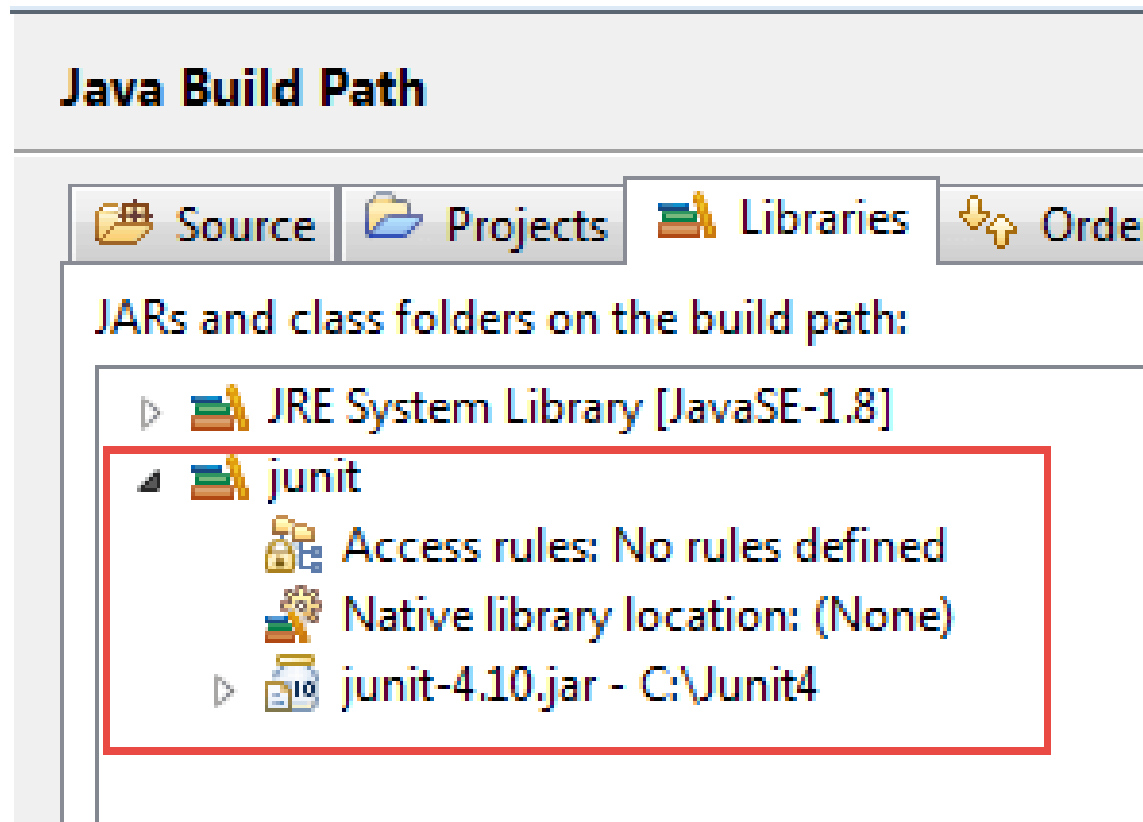 Java Build Path
Source Projects Libraries Orde
JARs and class folders on the build path:
JRE System Library [JavaSE-1.8]
junit
Access rules: No rules defined
Native library location: (None)
junit-4.10.jar - C:\Junit4